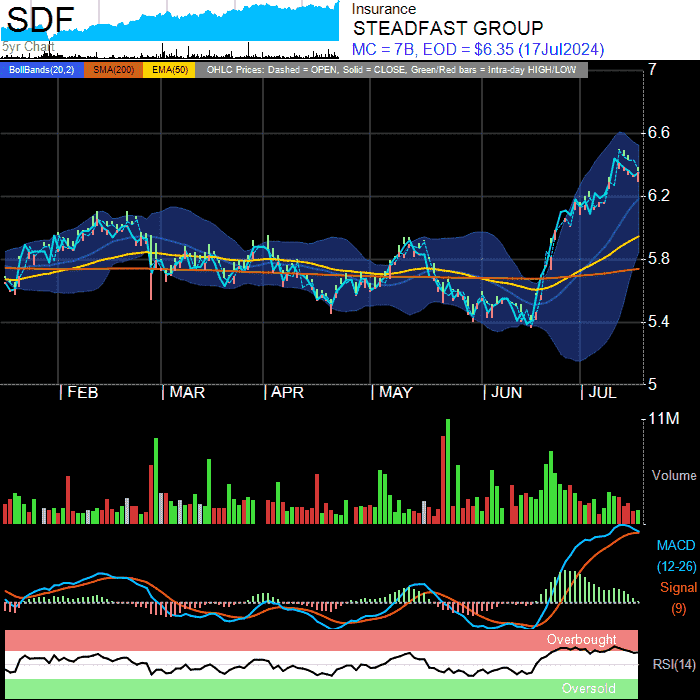 SDF
5yr Chart
Insurance
STEADFAST GROUP
MC = 7B, EOD = $6.35 (17Jul2024)
BollBands(20,2) SMA(200) EMA(50) OHLC Prices: Dashed = OPEN, Solid = CLOSE, Green/Red bars = Intra-day HIGH/LOW
7
6.6
6.2
5.8
5.4
5
FEB MAR APR MAY JUN JUL
11M
Volume
MACD
(12-26)
Signal
(9)
Overbought
RSI(14)
Oversold